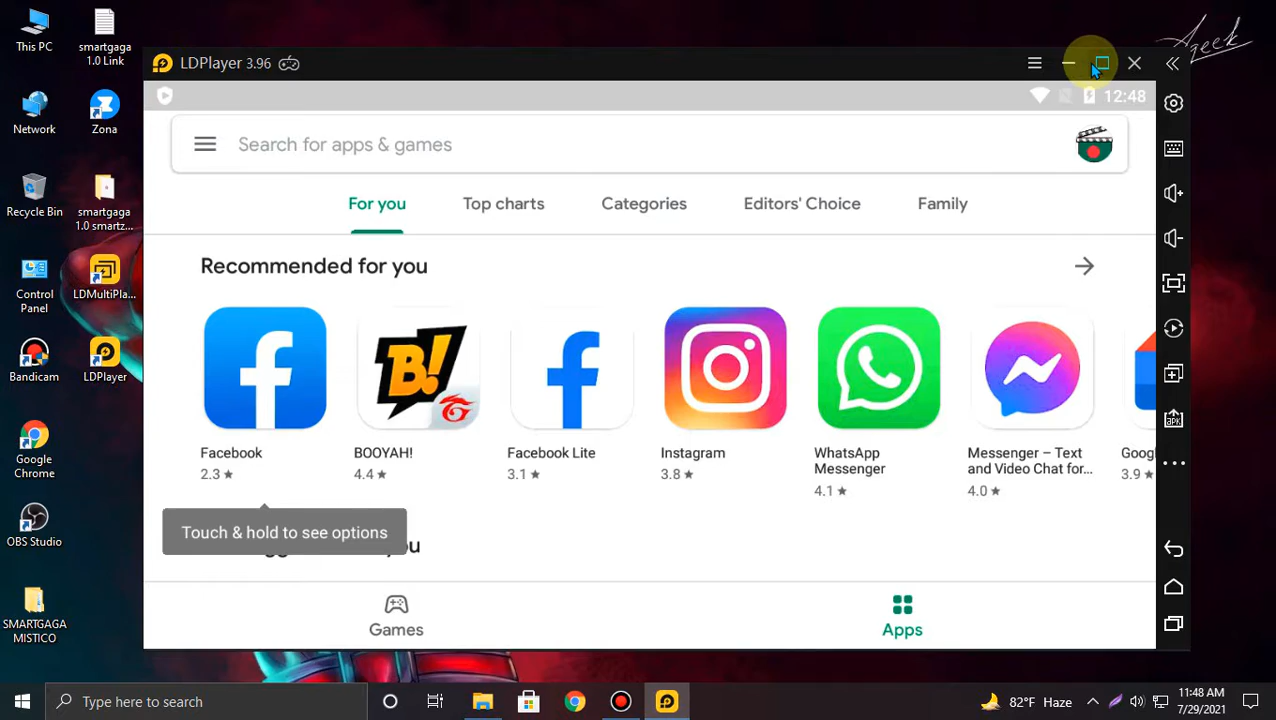 This PC
smartgaga
1.0 Link
Ageek
LDPlayer 3.96
12:48
Search for apps & games
Network
Zona
For you
Top charts
Categories
Editors' Choice
Family
Recycle Bin
smartgaga
1.0 smartz...
Recommended for you
Control
Panel
LDMultiPla...
B!
APK
Bandicam
LDPlayer
Facebook
BOOYAH!
Facebook Lite
Instagram
WhatsApp
Messenger
Messenger – Text
and Video Chat for...
Googl
2.3 ★
4.4 ★
3.1 ★
3.8 ★
4.1 ★
4.0 ★
3.9 ★
Google
Chrome
Touch & hold to see options
OBS Studio
SMARTGAGA
MISTICO
Games
Apps
Type here to search
82°F Haze
11:48 AM
7/29/2021